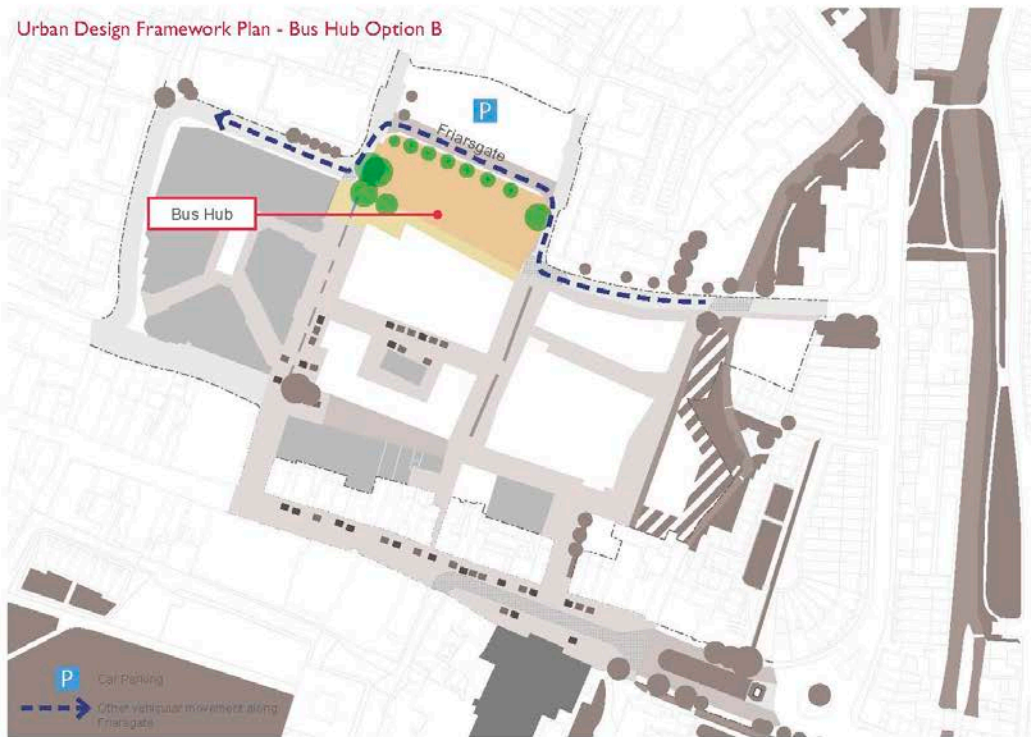 Urban Design Framework Plan - Bus Hub Option B
P
Friarsgate
Bus Hub
P Car Parking
Other vehicular movement along
Friarsgate